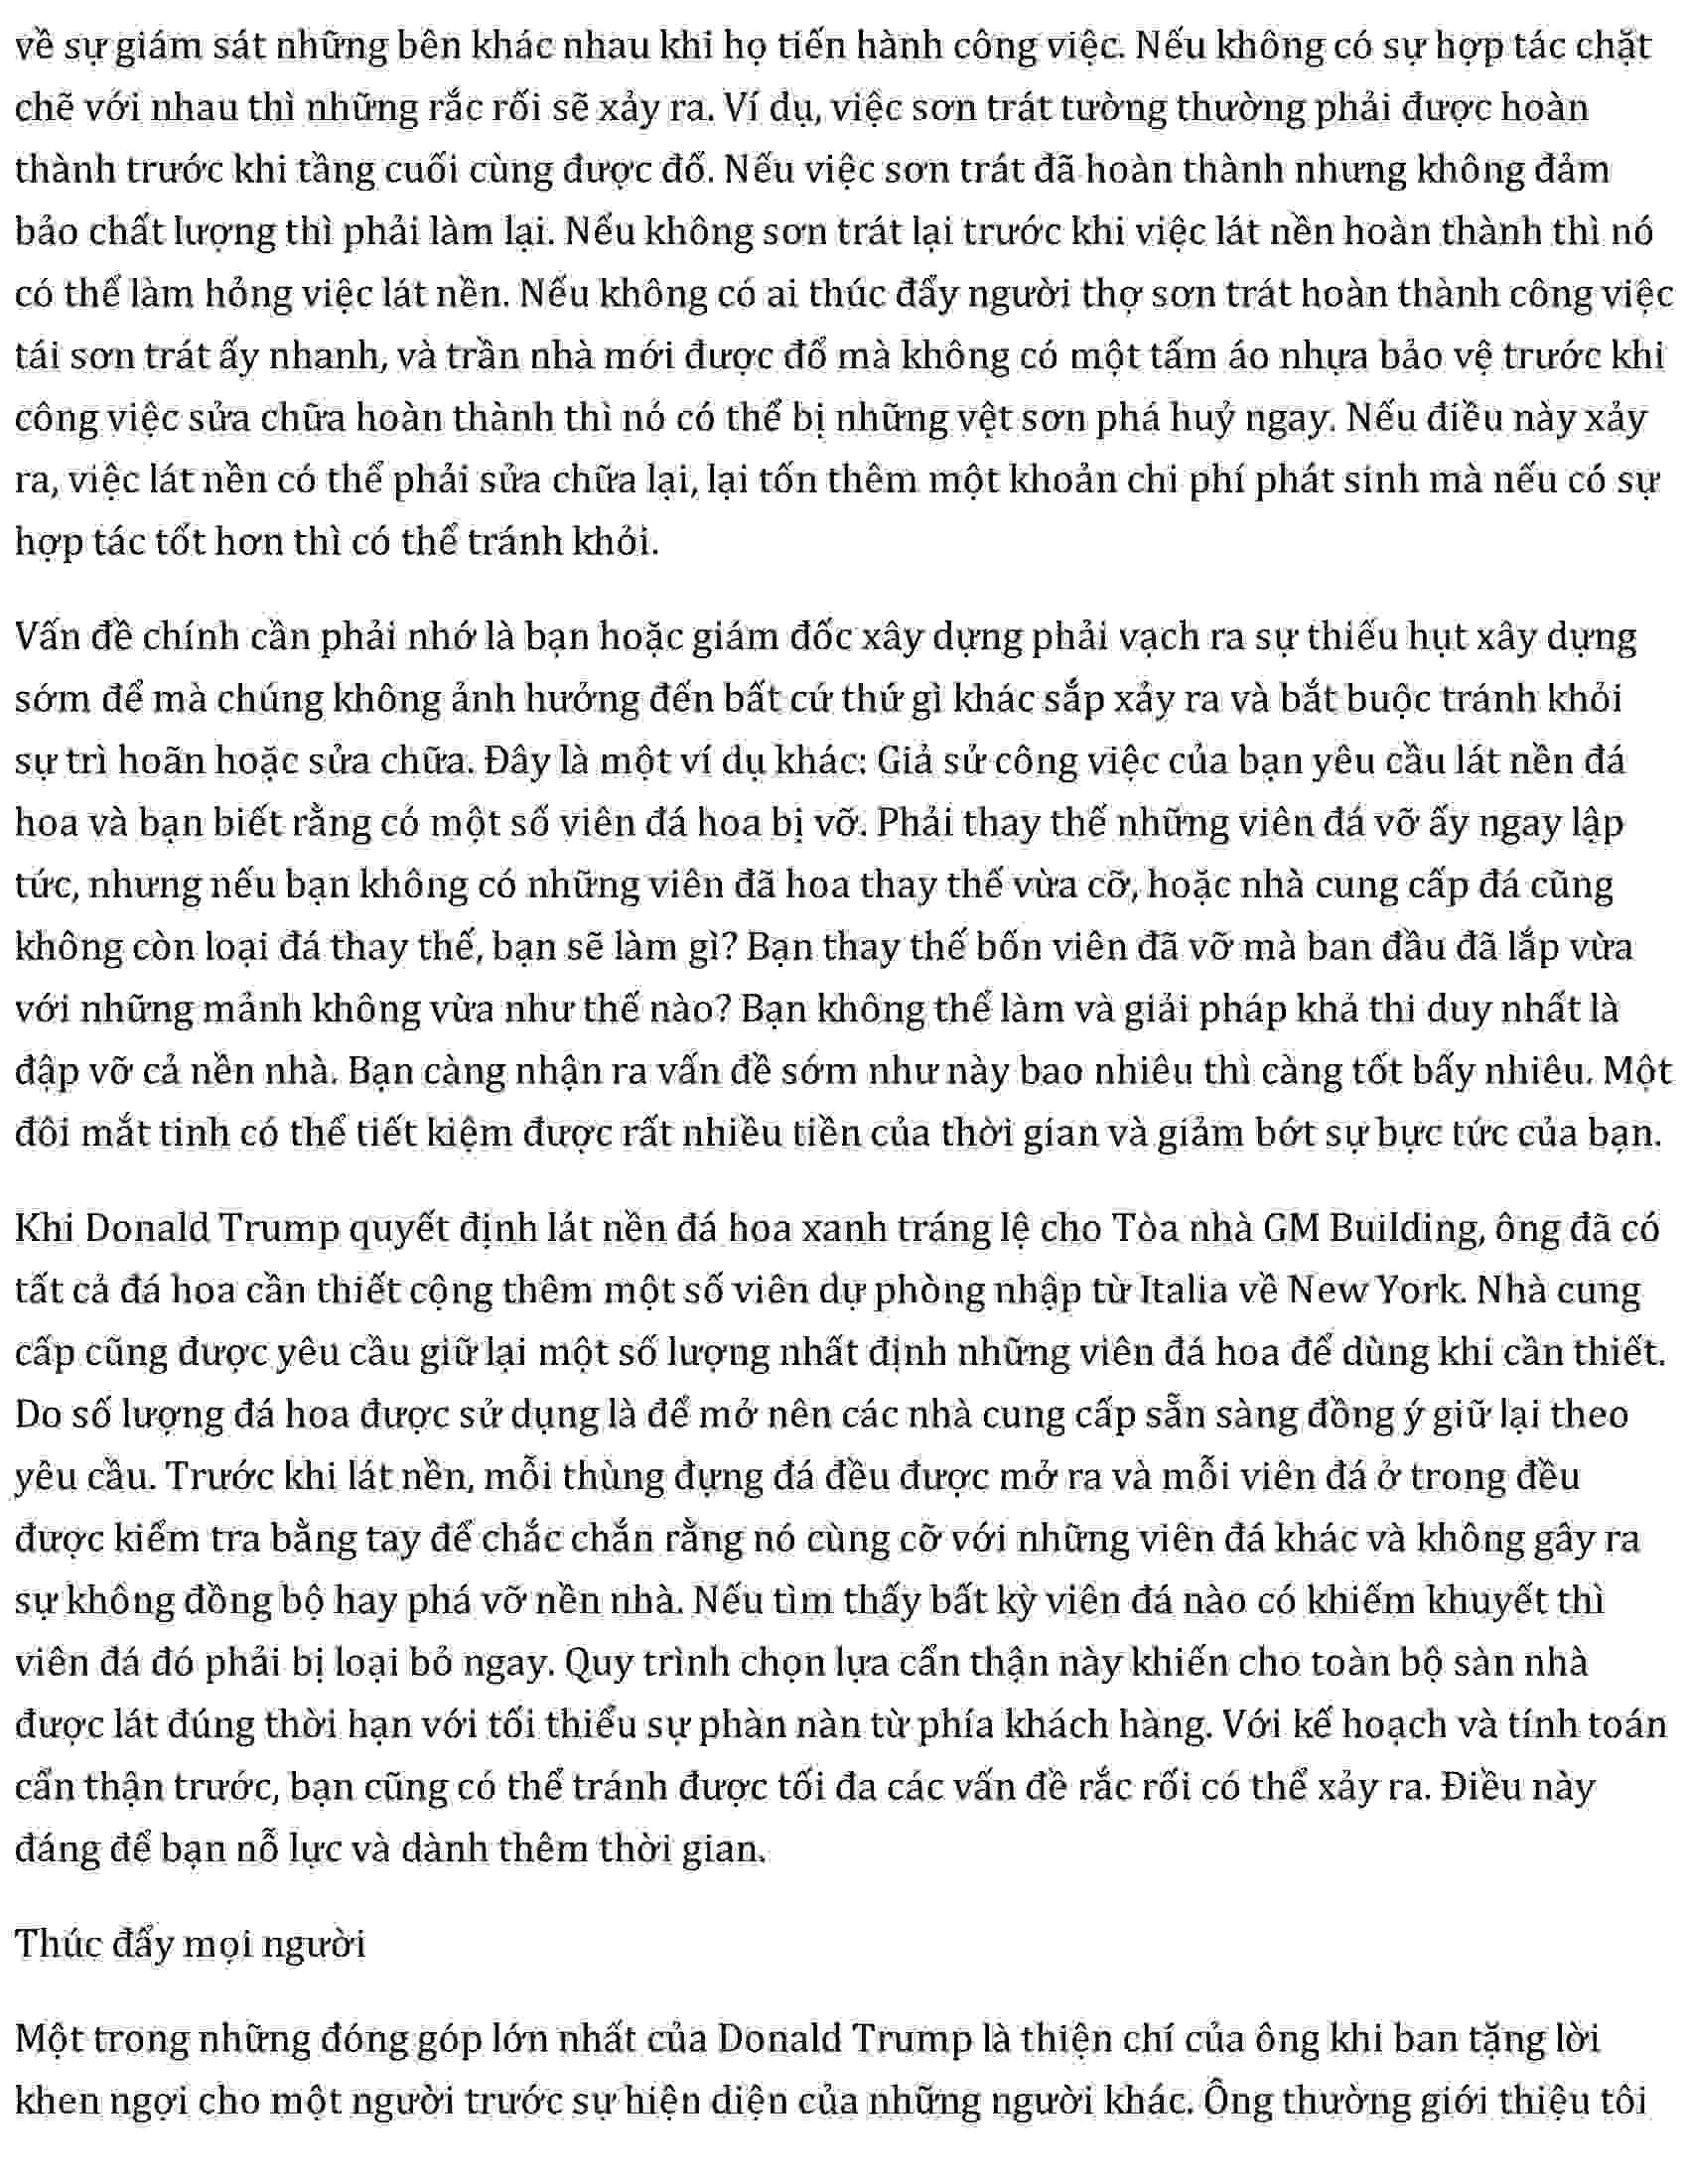 về sự giám sát những bên khác nhau khi họ tiến hành công việc. Nếu không có sự hợp tác chặt
chẽ với nhau thì những rắc rối sẽ xảy ra. Ví dụ, việc sơn trát tường thường phải được hoàn
thành trước khi tầng cuối cùng được đổ. Nếu việc sơn trát đã hoàn thành nhưng không đảm
bảo chất lượng thì phải làm lại. Nếu không sơn trát lại trước khi việc lát nền hoàn thành thì nó
có thể làm hỏng việc lát nền. Nếu không có ai thúc đẩy người thợ sơn trát hoàn thành công việc
tái sơn trát ấy nhanh, và trần nhà mới được đổ mà không có một tấm áo nhựa bảo vệ trước khi
công việc sửa chữa hoàn thành thì nó có thể bị những vệt sơn phá huỷ ngay. Nếu điều này xảy
ra, việc lát nền có thể phải sửa chữa lại, lại tốn thêm một khoản chi phí phát sinh mà nếu có sự
hợp tác tốt hơn thì có thể tránh khỏi.
Vấn đề chính cần phải nhớ là bạn hoặc giám đốc xây dựng phải vạch ra sự thiếu hụt xây dựng
sớm để mà chúng không ảnh hưởng đến bất cứ thứ gì khác sắp xảy ra và bắt buộc tránh khỏi
sự trì hoãn hoặc sửa chữa. Đây là một ví dụ khác: Giả sử công việc của bạn yêu cầu lát nền đá
hoa và bạn biết rằng có một số viên đá hoa bị vỡ. Phải thay thế những viên đá vỡ ấy ngay lập
tức, nhưng nếu bạn không có những viên đã hoa thay thế vừa cỡ, hoặc nhà cung cấp đá cũng
không còn loại đá thay thế, bạn sẽ làm gì? Bạn thay thế bốn viên đã vỡ mà ban đầu đã lắp vừa
với những mảnh không vừa như thế nào? Bạn không thể làm và giải pháp khả thi duy nhất là
đập vỡ cả nền nhà. Bạn càng nhận ra vấn đề sớm như này bao nhiêu thì càng tốt bấy nhiêu. Một
đôi mắt tinh có thể tiết kiệm được rất nhiều tiền của thời gian và giảm bớt sự bực tức của bạn.
Khi Donald Trump quyết định lát nền đá hoa xanh tráng lệ cho Tòa nhà GM Building, ông đã có
tất cả đá hoa cần thiết cộng thêm một số viên dự phòng nhập từ Italia về New York. Nhà cung
cấp cũng được yêu cầu giữ lại một số lượng nhất định những viên đá hoa để dùng khi cần thiết.
Do số lượng đá hoa được sử dụng là để mở nên các nhà cung cấp sẵn sàng đồng ý giữ lại theo
yêu cầu. Trước khi lát nền, mỗi thùng đựng đá đều được mở ra và mỗi viên đá ở trong đều
được kiểm tra bằng tay để chắc chắn rằng nó cùng cỡ với những viên đá khác và không gây ra
sự không đồng bộ hay phá vỡ nền nhà. Nếu tìm thấy bất kỳ viên đá nào có khiếm khuyết thì
viên đá đó phải bị loại bỏ ngay. Quy trình chọn lựa cẩn thận này khiến cho toàn bộ sàn nhà
được lát đúng thời hạn với tối thiểu sự phàn nàn từ phía khách hàng. Với kế hoạch và tính toán
cẩn thận trước, bạn cũng có thể tránh được tối đa các vấn đề rắc rối có thể xảy ra. Điều này
đáng để bạn nỗ lực và dành thêm thời gian.
Thúc đẩy mọi người
Một trong những đóng góp lớn nhất của Donald Trump là thiện chí của ông khi ban tặng lời
khen ngợi cho một người trước sự hiện diện của những người khác. Ông thường giới thiệu tôi